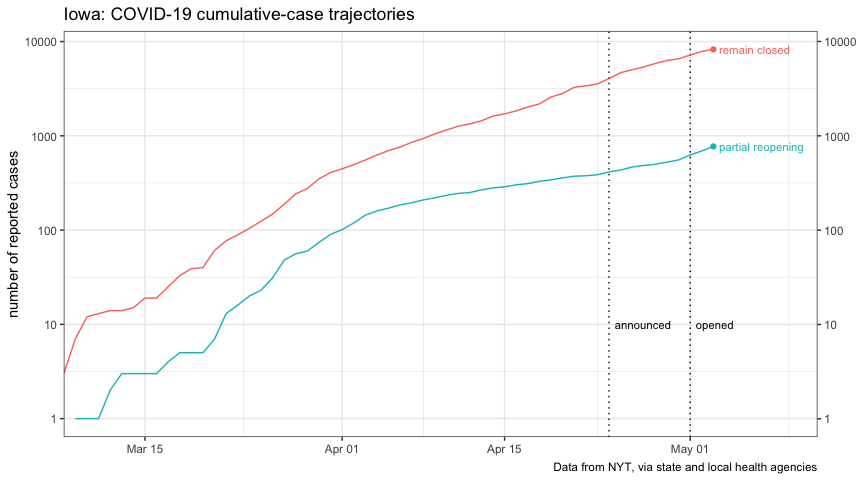 Iowa: COVID-19 cumulative-case trajectories
number of reported cases
10000
1000
100
10
1
10000
1000
100
10
1
remain closed
partial reopening
announced
opened
Mar 15
Apr 01
Apr 15
May 01
Data from NYT, via state and local health agencies